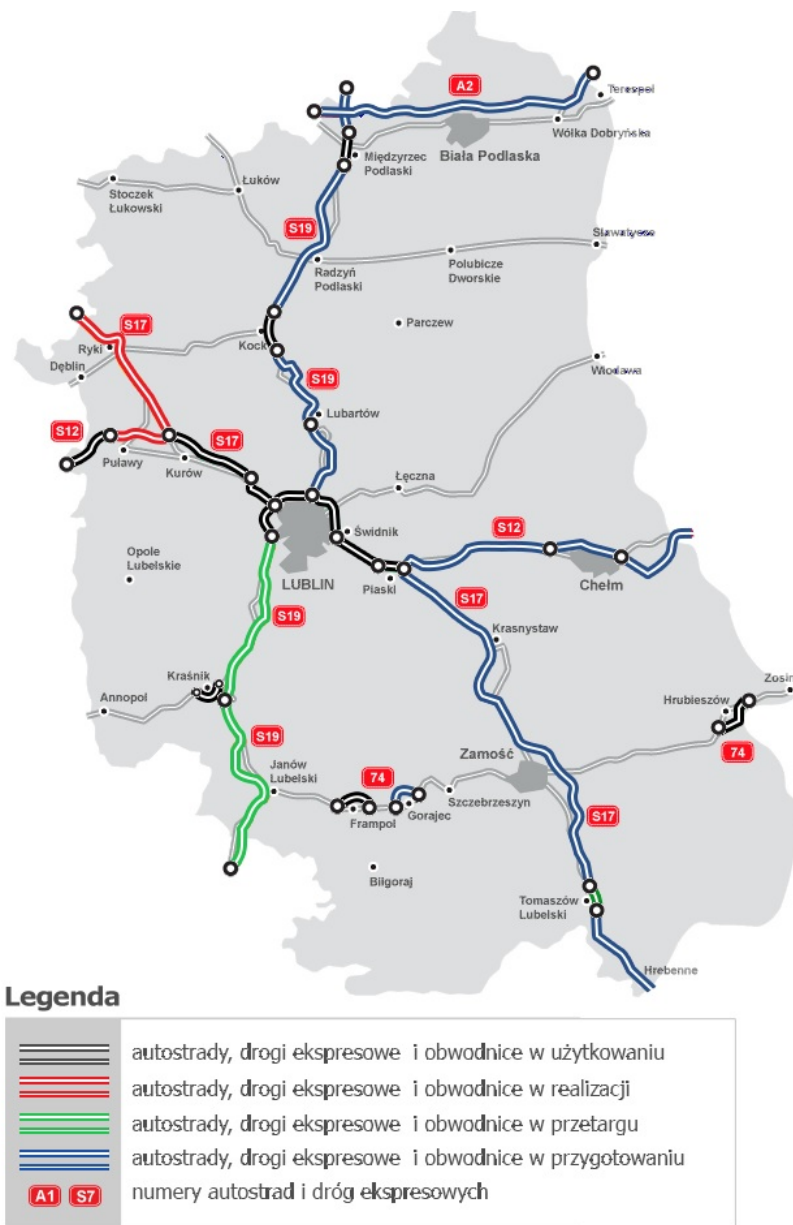 A2
Terespol
Wólka Dobryńska
Biała Podlaska
Międzyrzec
Podlaski
Łuków
Stoczek
Łukowski
S19
Sławatycze
Radzyń
Podlaski
Polubicze
Dworskie
S17
Ryki
Kock
Parczew
Dęblin
Włodawa
S19
Lubartów
S12
S17
Puławy
Kurów
Łęczna
Świdnik
S12
Opole
Lubelskie
LUBLIN
Piaski
Chełm
S17
S19
Krasnystaw
Kraśnik
Annopol
Zosin
Hrubieszów
S19
74
Janów
Lubelski
74
Zamość
Frampol
Gorajec
Szczebrzeszyn
S17
Biłgoraj
Tomaszów
Lubelski
Hrebenne
Legenda
autostrady, drogi ekspresowe i obwodnice w użytkowaniu
autostrady, drogi ekspresowe i obwodnice w realizacji
autostrady, drogi ekspresowe i obwodnice w przetargu
autostrady, drogi ekspresowe i obwodnice w przygotowaniu
A1 S7 numery autostrad i dróg ekspresowych